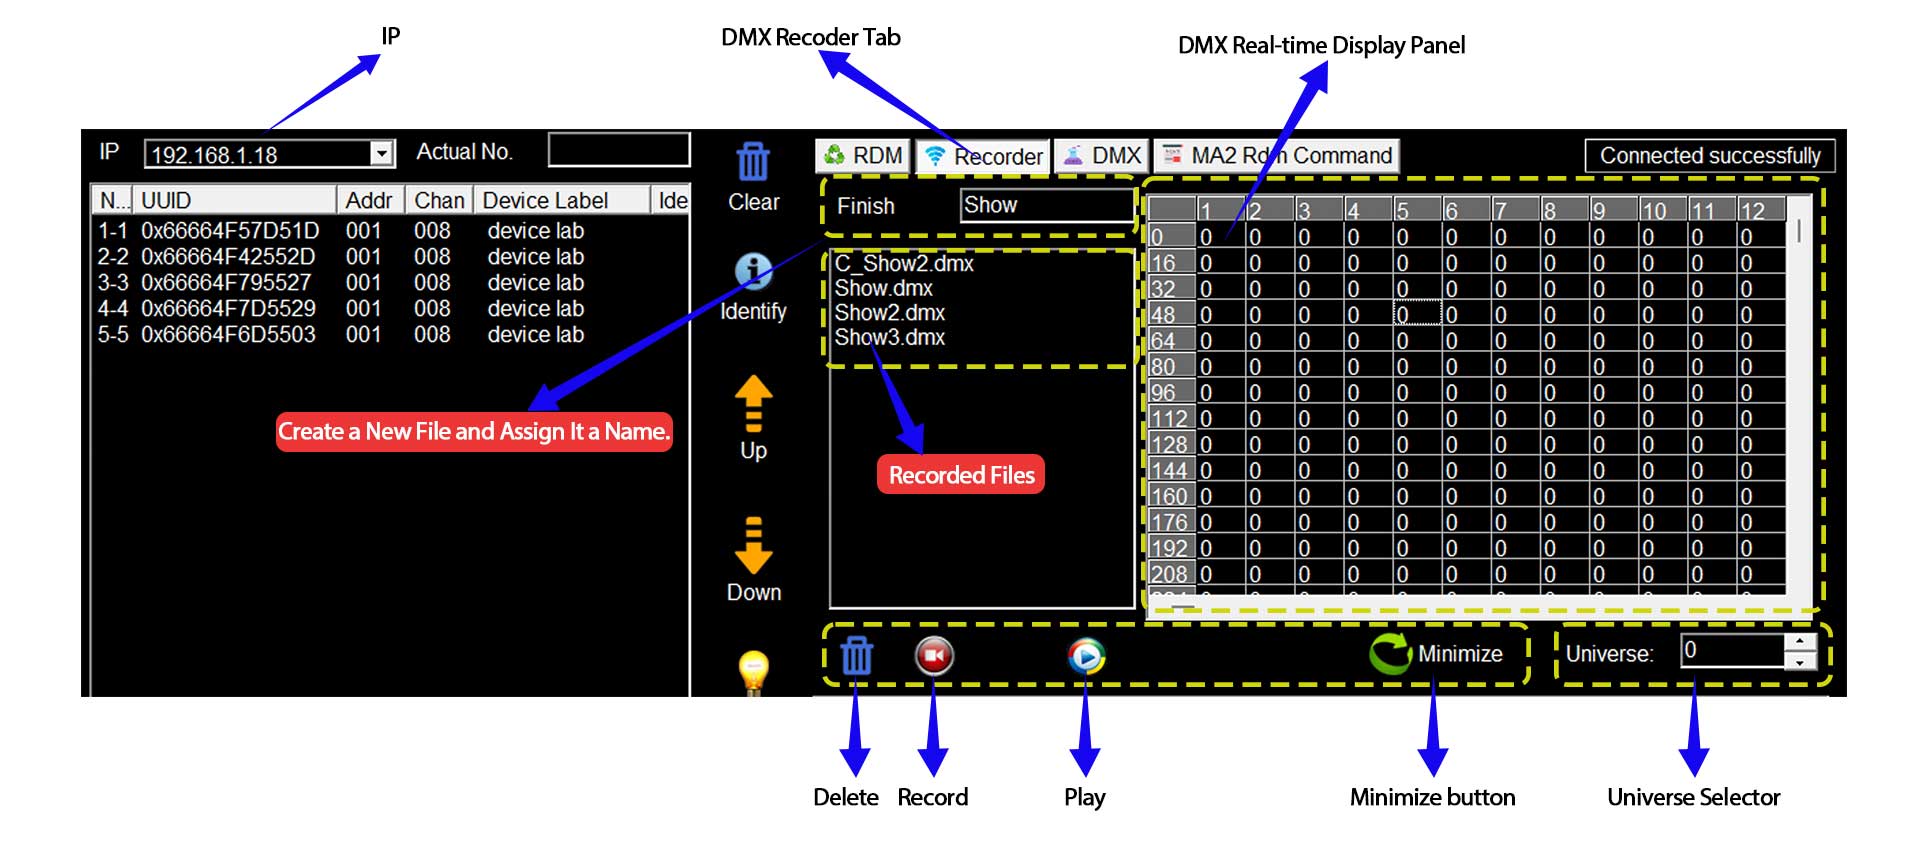 IP
DMX Recoder Tab
DMX Real-time Display Panel
IP 192.168.1.18 Actual No.
Clear
Identify
Up
Down
RDM Recorder DMX MA2 Rdm Command Connected successfully
N... UUID Addr Chan Device Label Ide
1-1 0x66664F57D51D 001 008 device lab
2-2 0x66664F42552D 001 008 device lab
3-3 0x66664F795527 001 008 device lab
4-4 0x66664F7D5529 001 008 device lab
5-5 0x66664F6D5503 001 008 device lab
Create a New File and Assign It a Name.
Finish Show
C_Show2.dmx
Show.dmx
Show2.dmx
Show3.dmx
Recorded Files
1 2 3 4 5 6 7 8 9 10 11 12
0 0 0 0 0 0 0 0 0 0 0 0 0
16 0 0 0 0 0 0 0 0 0 0 0 0
32 0 0 0 0 0 0 0 0 0 0 0 0
48 0 0 0 0 0 0 0 0 0 0 0 0
64 0 0 0 0 0 0 0 0 0 0 0 0
80 0 0 0 0 0 0 0 0 0 0 0 0
96 0 0 0 0 0 0 0 0 0 0 0 0
112 0 0 0 0 0 0 0 0 0 0 0 0
128 0 0 0 0 0 0 0 0 0 0 0 0
144 0 0 0 0 0 0 0 0 0 0 0 0
160 0 0 0 0 0 0 0 0 0 0 0 0
176 0 0 0 0 0 0 0 0 0 0 0 0
192 0 0 0 0 0 0 0 0 0 0 0 0
208 0 0 0 0 0 0 0 0 0 0 0 0
Minimize
Universe: 0
Delete
Record
Play
Minimize button
Universe Selector